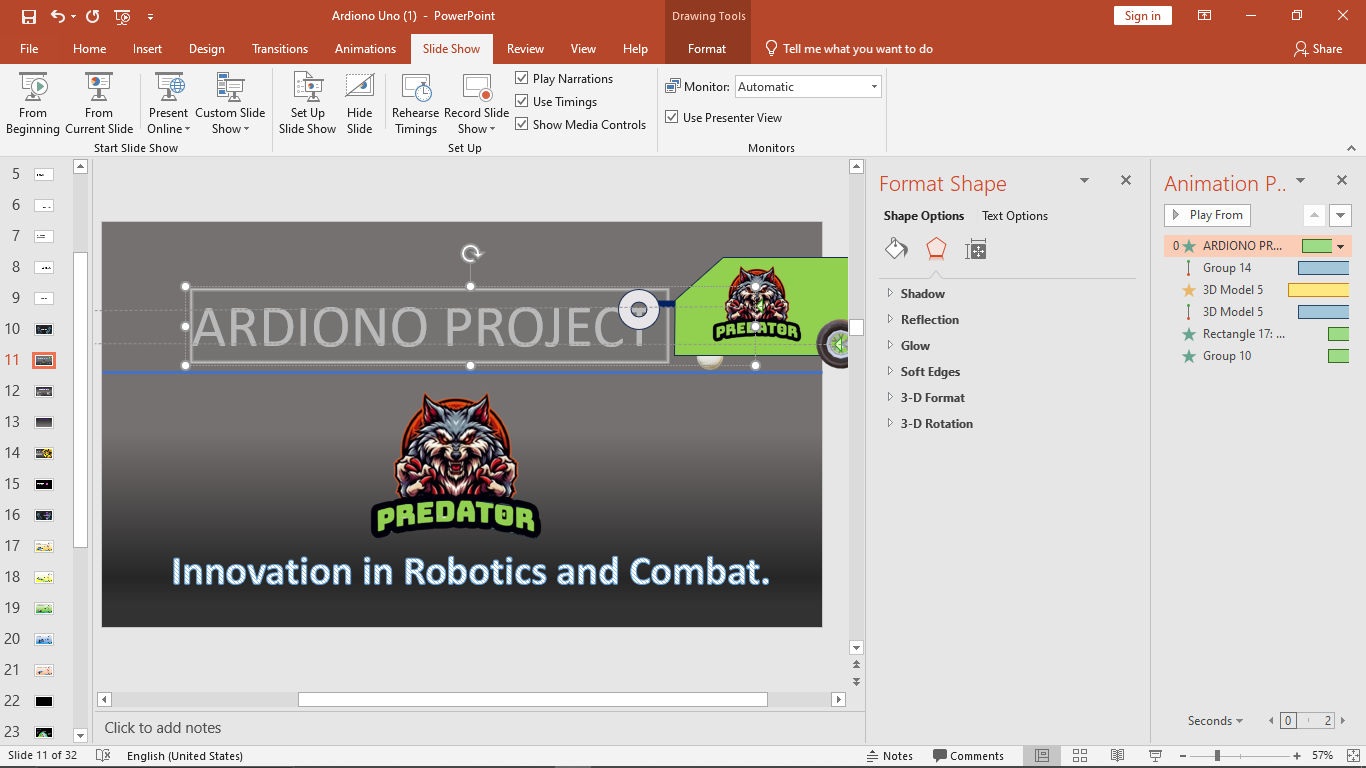 Ardiono Uno (1) - PowerPoint
Drawing Tools
Sign in
File Home Insert Design Transitions Animations Slide Show Review View Help Format Tell me what you want to do Share
From Beginning
From Current Slide
Present Online
Custom Slide Show
Start Slide Show
Set Up Slide Show
Hide Slide
Rehearse Timings
Record Slide Show
Play Narrations
Use Timings
Show Media Controls
Set Up
Monitor: Automatic
Use Presenter View
Monitors
5
6
7
8
9
10
11
12
13
14
15
16
17
18
19
20
21
22
23
ARDIONO PROJECT
PREDATOR
PREDATOR
Innovation in Robotics and Combat.
Click to add notes
Format Shape
Shape Options Text Options
Shadow
Reflection
Glow
Soft Edges
3-D Format
3-D Rotation
Animation P..
Play From
0 ARDIONO PR...
Group 14
3D Model 5
3D Model 5
Rectangle 17: ...
Group 10
Seconds 0 2
Slide 11 of 32 English (United States) Notes Comments 57%